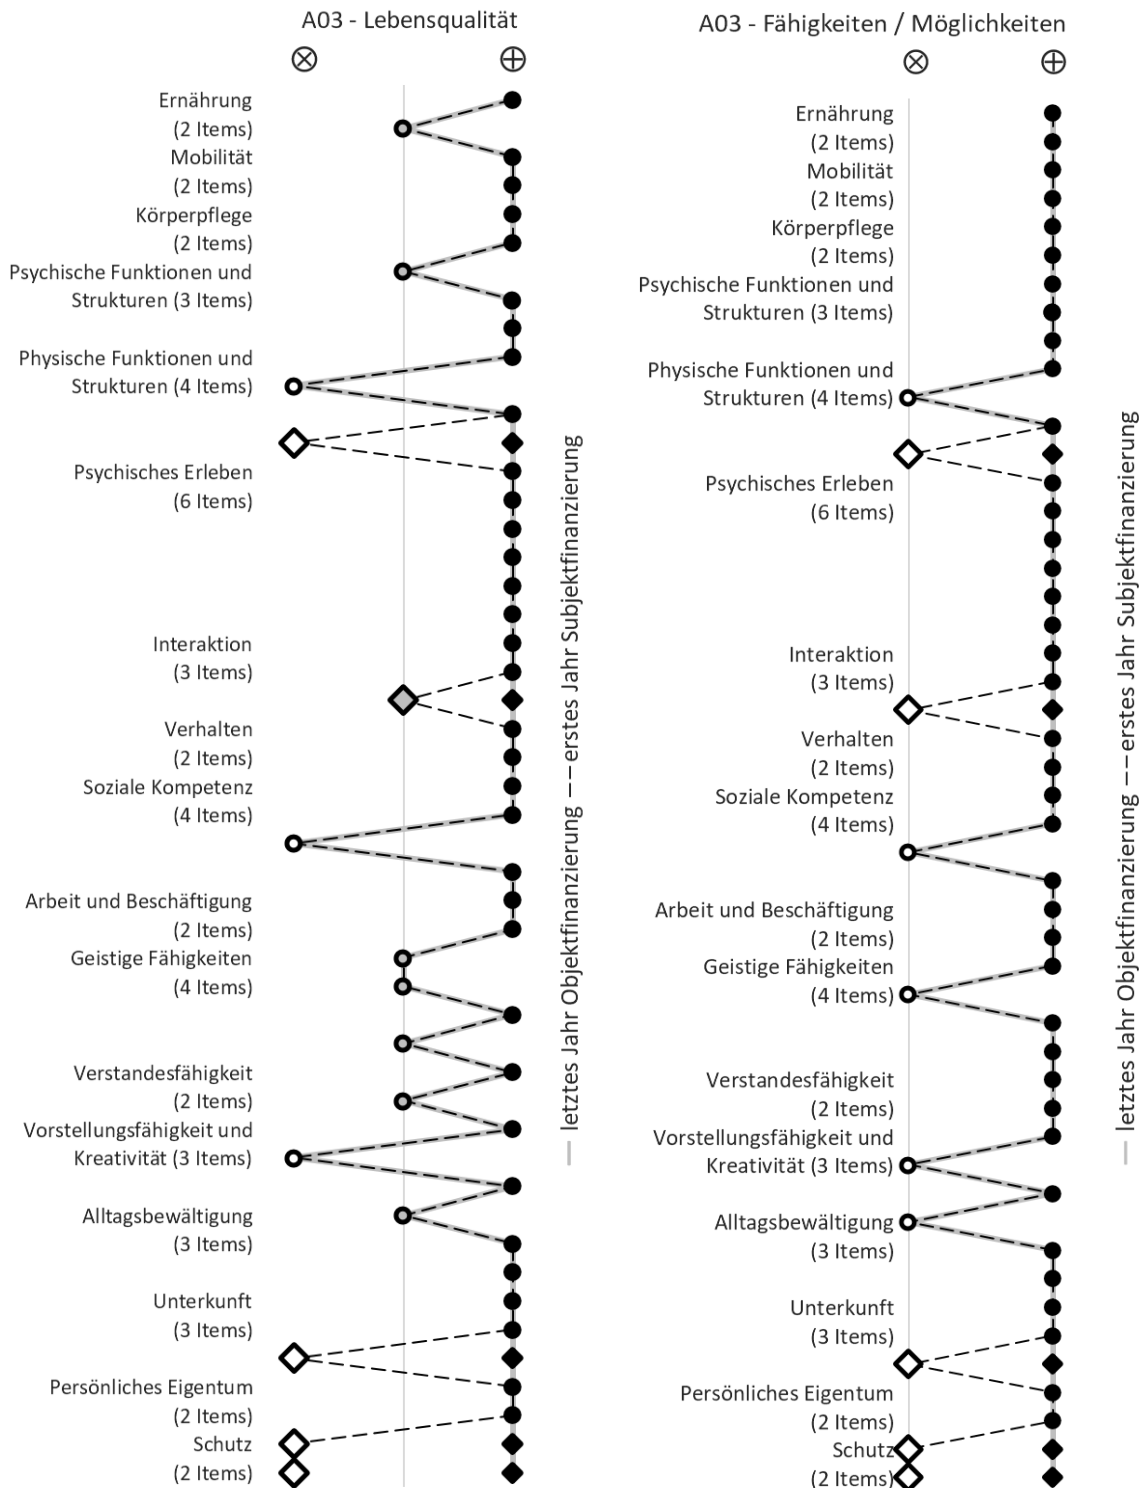 A03 - Lebensqualität
Ernährung
(2 Items)
Mobilität
(2 Items)
Körperpflege
(2 Items)
Psychische Funktionen und
Strukturen (3 Items)
Physische Funktionen und
Strukturen (4 Items)
Psychisches Erleben
(6 Items)
Interaktion
(3 Items)
Verhalten
(2 Items)
Soziale Kompetenz
(4 Items)
Arbeit und Beschäftigung
(2 Items)
Geistige Fähigkeiten
(4 Items)
Verstandesfähigkeit
(2 Items)
Vorstellungsfähigkeit und
Kreativität (3 Items)
Alltagsbewältigung
(3 Items)
Unterkunft
(3 Items)
Persönliches Eigentum
(2 Items)
Schutz
(2 Items)
letztes Jahr Objektfinanzierung erstes Jahr Subjektfinanzierung
A03 - Fähigkeiten / Möglichkeiten
Ernährung
(2 Items)
Mobilität
(2 Items)
Körperpflege
(2 Items)
Psychische Funktionen und
Strukturen (3 Items)
Physische Funktionen und
Strukturen (4 Items)
Psychisches Erleben
(6 Items)
Interaktion
(3 Items)
Verhalten
(2 Items)
Soziale Kompetenz
(4 Items)
Arbeit und Beschäftigung
(2 Items)
Geistige Fähigkeiten
(4 Items)
Verstandesfähigkeit
(2 Items)
Vorstellungsfähigkeit und
Kreativität (3 Items)
Alltagsbewältigung
(3 Items)
Unterkunft
(3 Items)
Persönliches Eigentum
(2 Items)
Schutz
(2 Items)
letztes Jahr Objektfinanzierung erstes Jahr Subjektfinanzierung